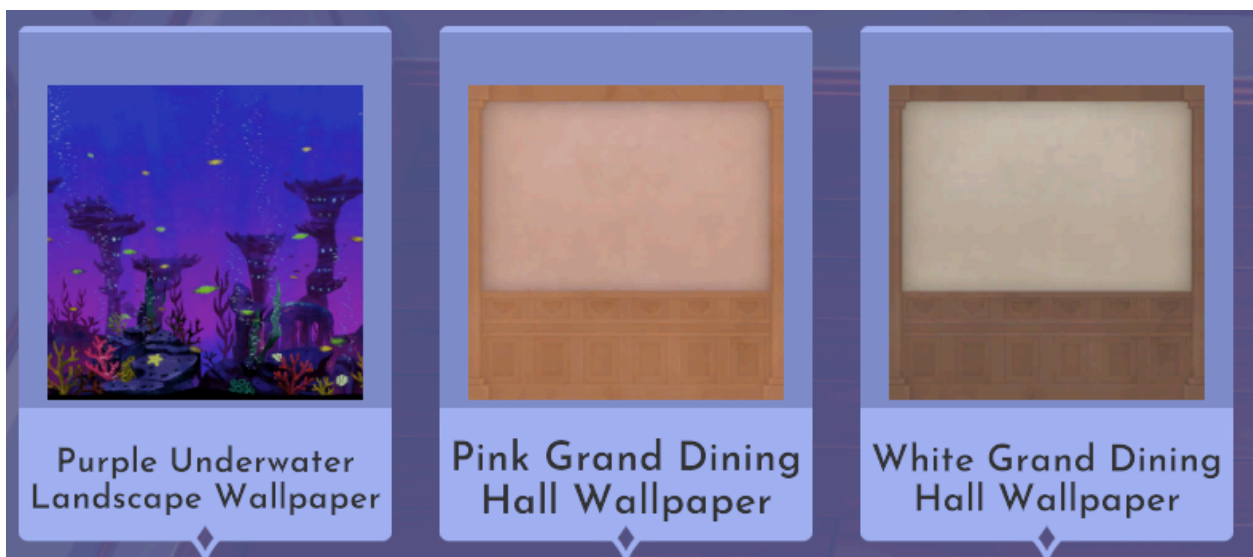 Purple Underwater
Landscape Wallpaper
Pink Grand Dining
Hall Wallpaper
White Grand Dining
Hall Wallpaper